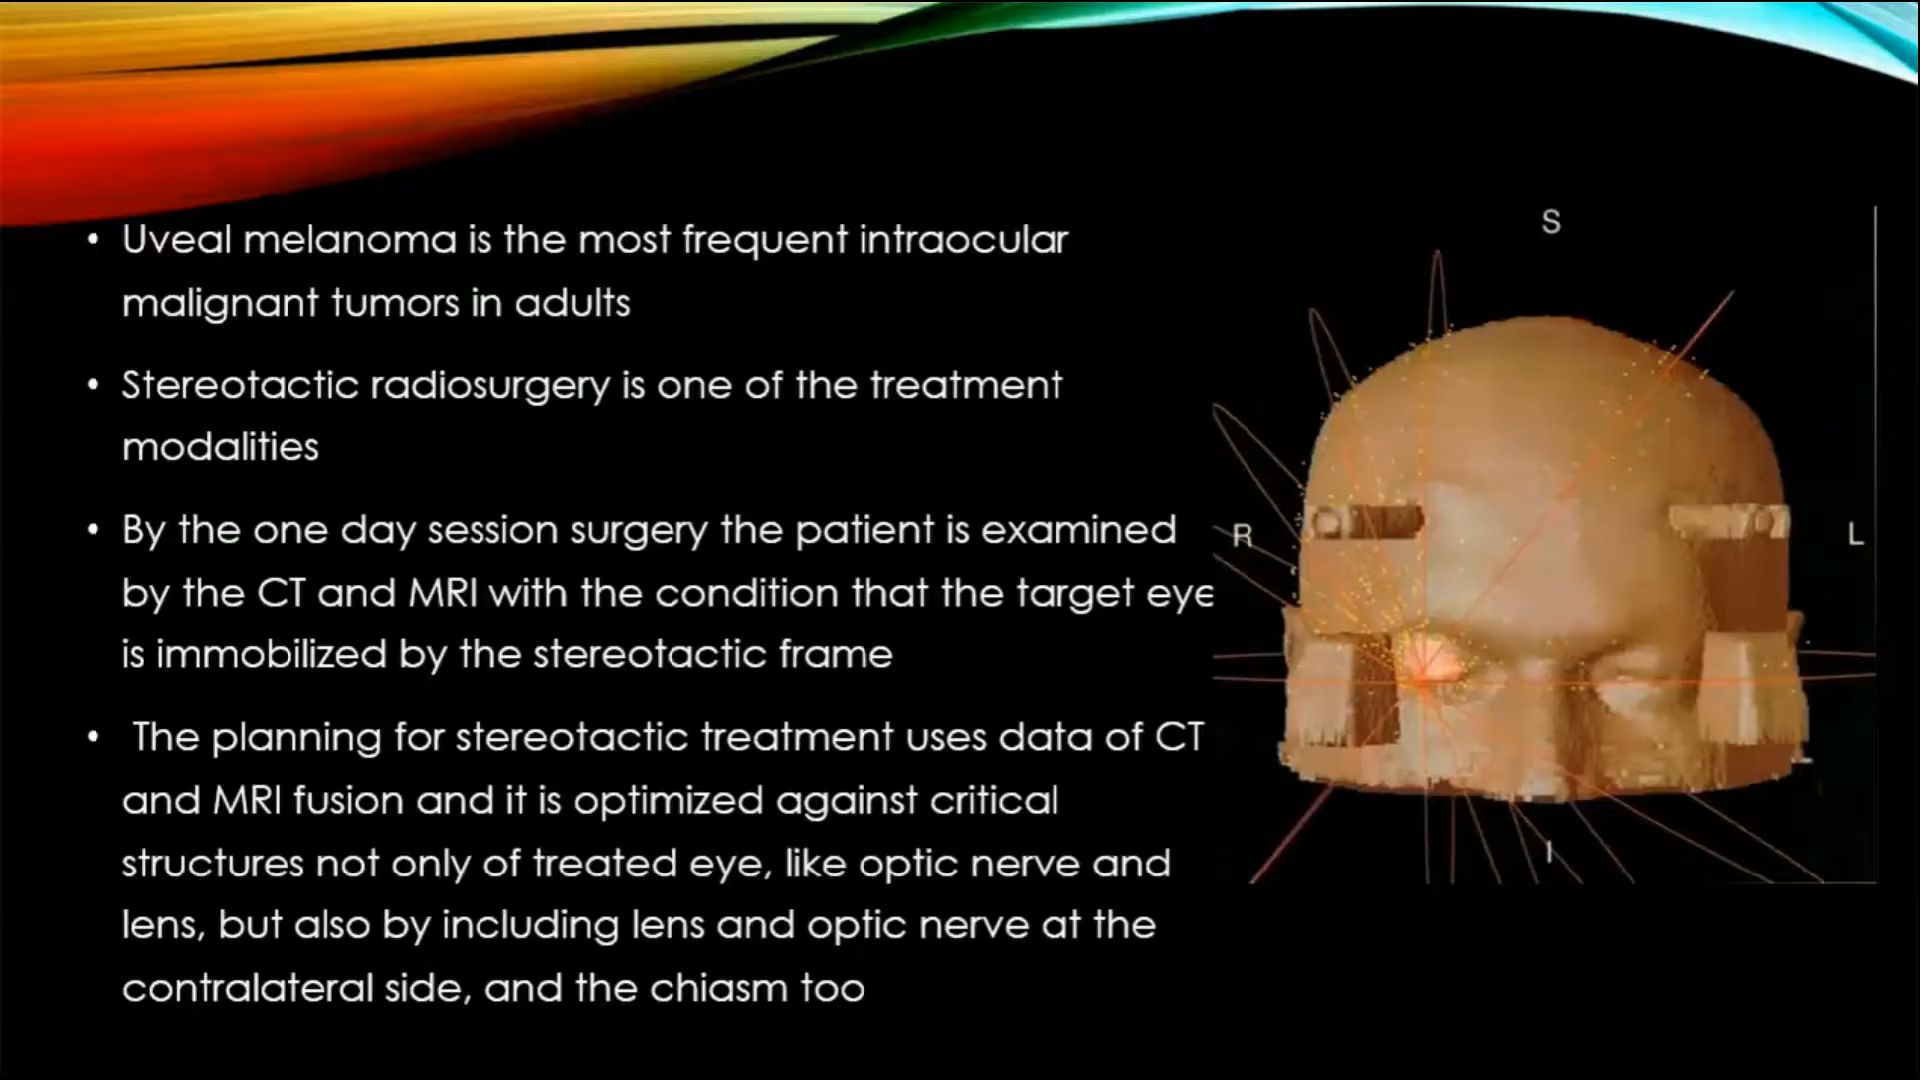 • Uveal melanoma is the most frequent intraocular
malignant tumors in adults
• Stereotactic radiosurgery is one of the treatment
modalities
• By the one day session surgery the patient is examined
by the CT and MRI with the condition that the target eye
is immobilized by the stereotactic frame
• The planning for stereotactic treatment uses data of CT
and MRI fusion and it is optimized against critical
structures not only of treated eye, like optic nerve and
lens, but also by including lens and optic nerve at the
contralateral side, and the chiasm too
S
R
L
I